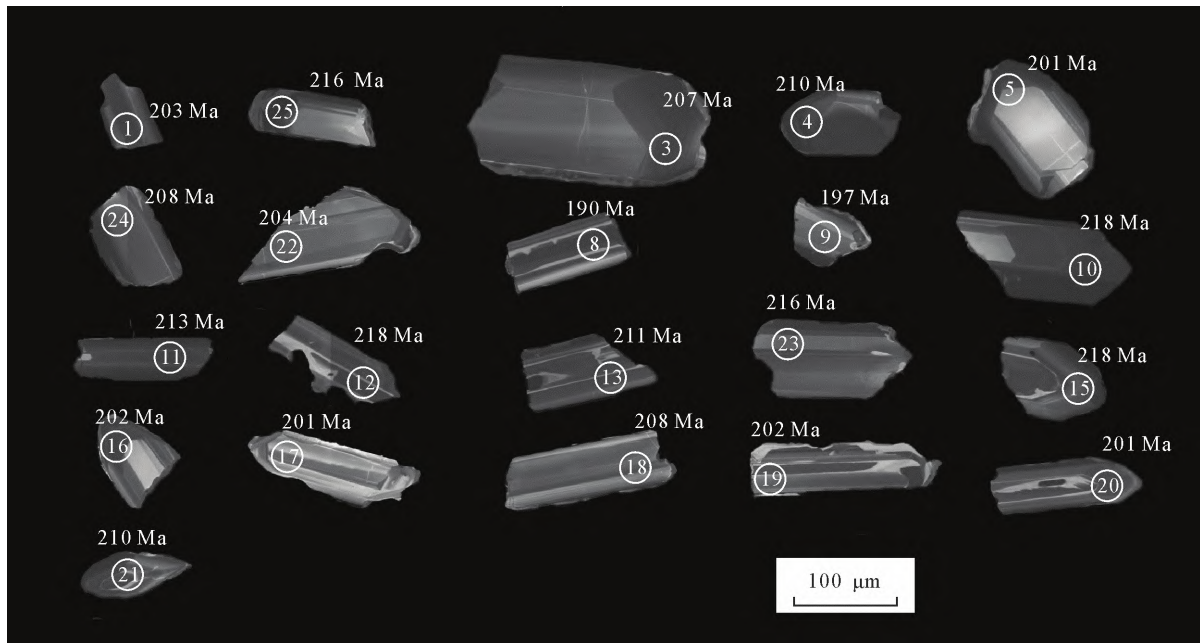 203 Ma
1
216 Ma
25
207 Ma
3
210 Ma
4
201 Ma
5
208 Ma
24
204 Ma
22
190 Ma
8
197 Ma
9
218 Ma
10
213 Ma
11
218 Ma
12
211 Ma
13
216 Ma
23
218 Ma
15
202 Ma
16
201 Ma
17
208 Ma
18
202 Ma
19
201 Ma
20
210 Ma
21
100 μm